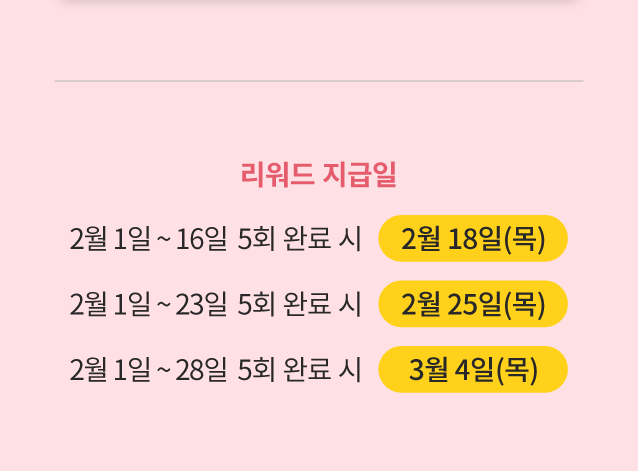 리워드 지급일
2월 1일 ~ 16일 5회 완료 시 2월 18일(목)
2월 1일 ~ 23일 5회 완료 시 2월 25일(목)
2월 1일 ~ 28일 5회 완료 시 3월 4일(목)